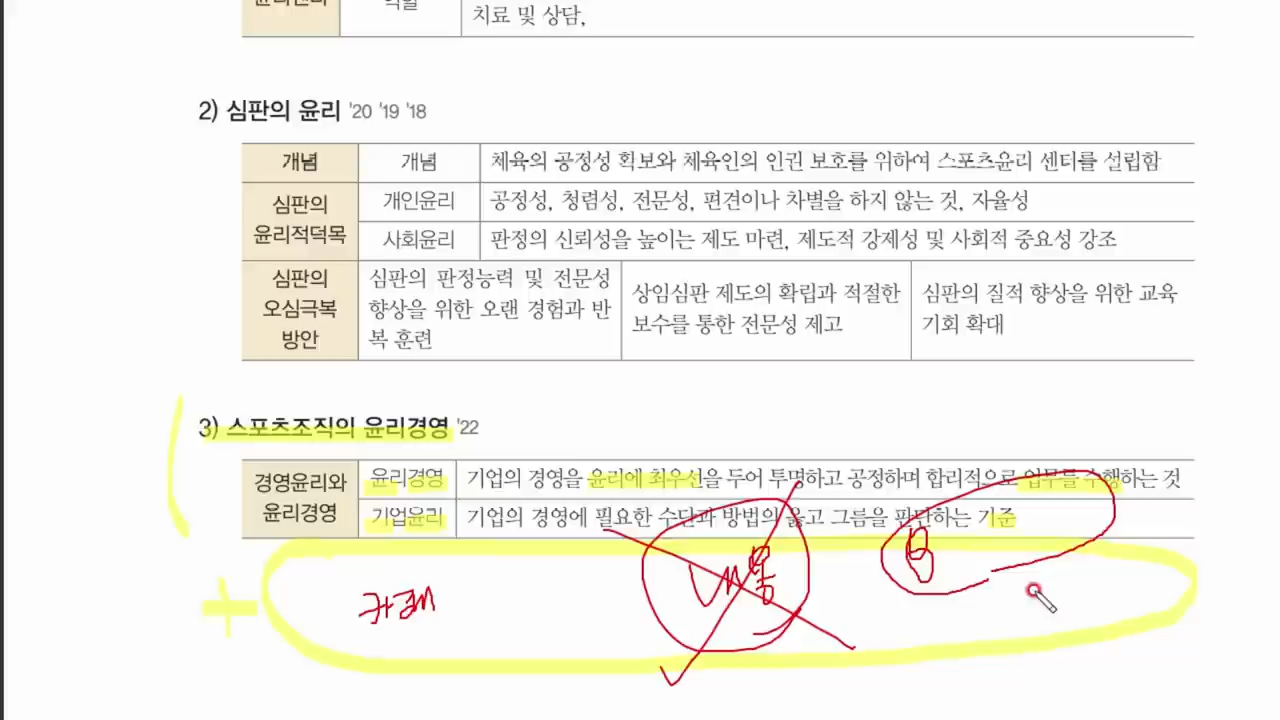 치료 및 상담,
2) 심판의 윤리 '20 '19 '18
개념 개념 체육의 공정성 확보와 체육인의 인권 보호를 위하여 스포츠윤리 센터를 설립함
심판의 윤리적덕목
개인윤리 공정성, 청렴성, 전문성, 편견이나 차별을 하지 않는 것, 자율성
사회윤리 판정의 신뢰성을 높이는 제도 마련, 제도적 강제성 및 사회적 중요성 강조
심판의
오심극복
방안
심판의 판정능력 및 전문성
향상을 위한 오랜 경험과 반
복 훈련
상임심판 제도의 확립과 적절한
보수를 통한 전문성 제고
심판의 질적 향상을 위한 교육
기회 확대
3) 스포츠조직의 윤리경영 '22
경영윤리와
윤리경영
윤리경영 기업의 경영을 윤리에 최우선을 두어 투명하고 공정하며 합리적으로 업무를 수행하는 것
기업윤리 기업의 경영에 필요한 수단과 방법의 옳고 그름을 판단하는 기준